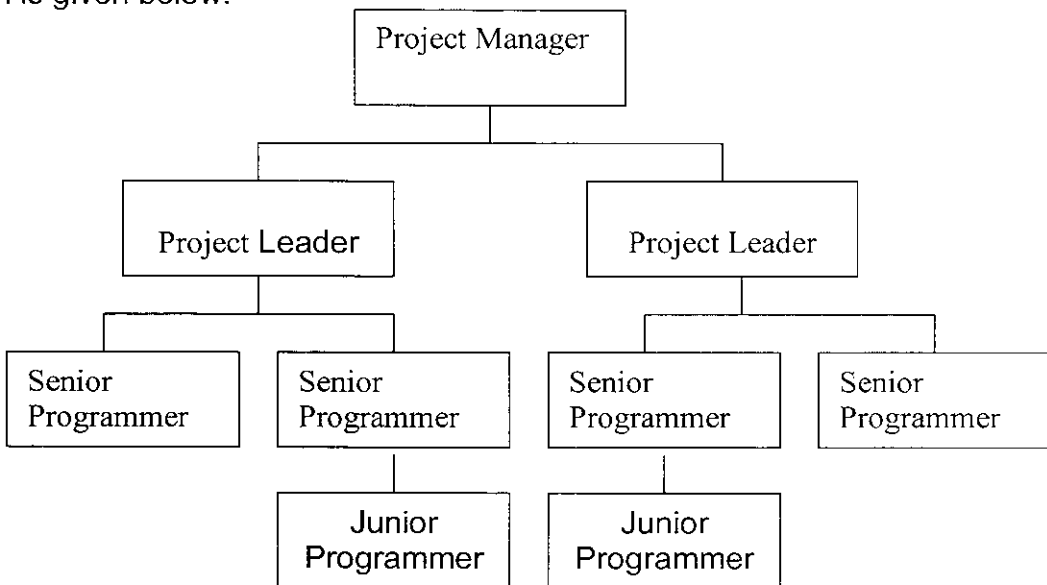 is given below.
Project Manager
Project Leader
Project Leader
Senior
Programmer
Senior
Programmer
Senior
Programmer
Senior
Programmer
Junior
Programmer
Junior
Programmer